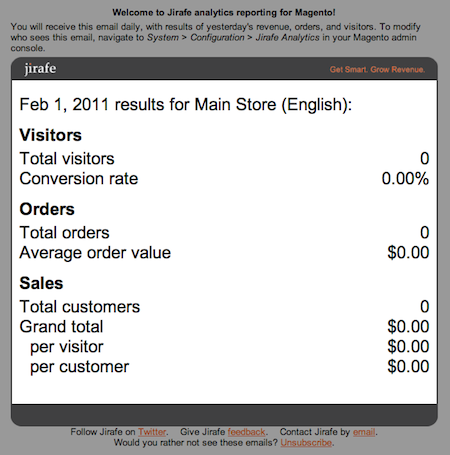 Welcome to Jirafe analytics reporting for Magento!
You will receive this email daily, with results of yesterday's revenue, orders, and visitors. To modify
who sees this email, navigate to System > Configuration > Jirafe Analytics in your Magento admin
console.
jirafe Get Smart. Grow Revenue.
Feb 1, 2011 results for Main Store (English):
Visitors
Total visitors 0
Conversion rate 0.00%
Orders
Total orders 0
Average order value $0.00
Sales
Total customers 0
Grand total $0.00
per visitor $0.00
per customer $0.00
Follow Jirafe on Twitter. Give Jirafe feedback. Contact Jirafe by email.
Would you rather not see these emails? Unsubscribe.